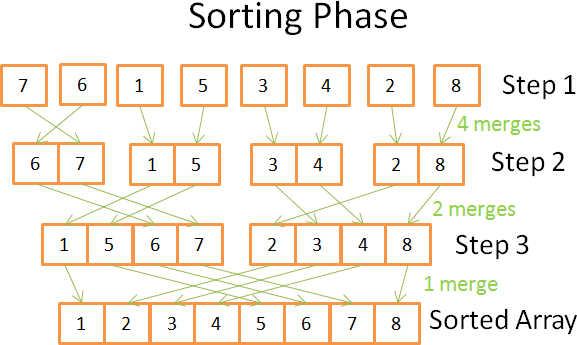 Sorting Phase
7 6 1 5 3 4 2 8 Step 1
4 merges
6 7 1 5 3 4 2 8 Step 2
2 merges
1 5 6 7 2 3 4 8 Step 3
1 merge
1 2 3 4 5 6 7 8 Sorted Array